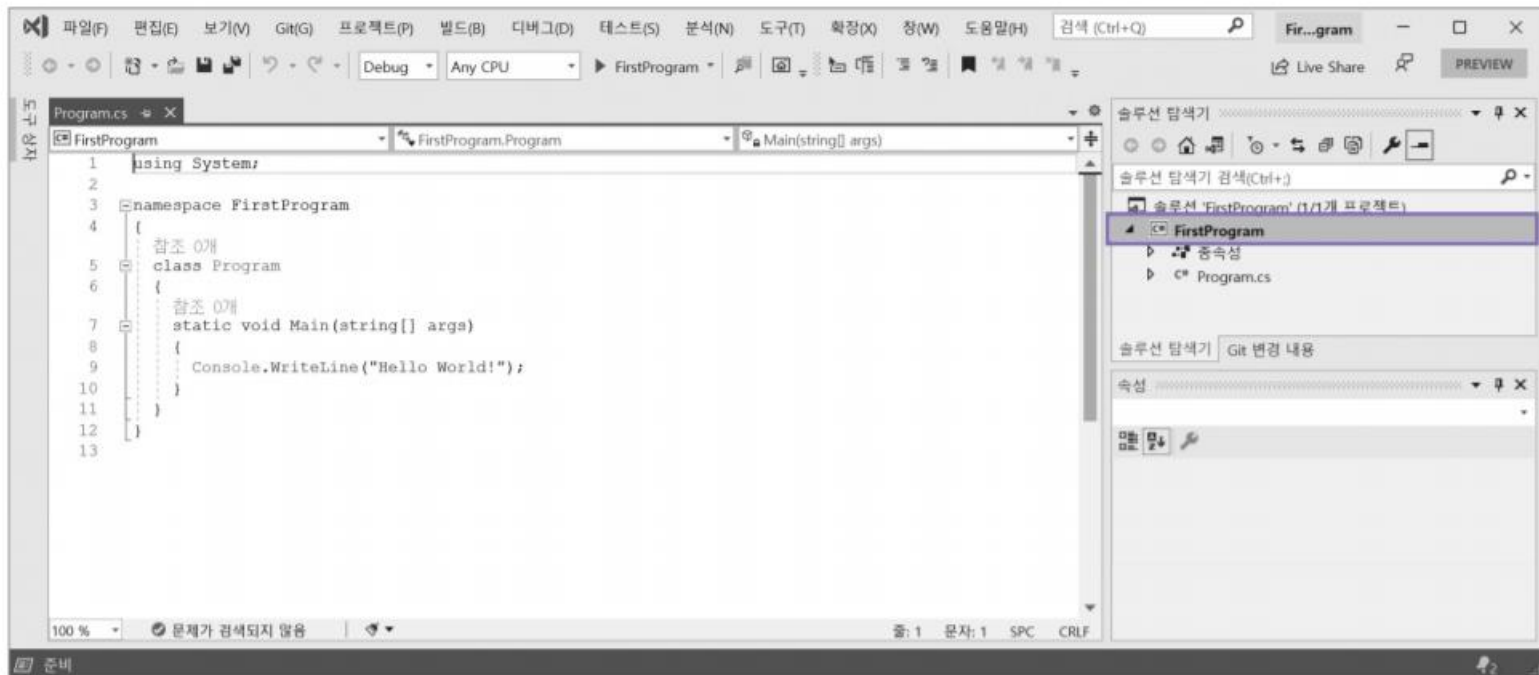 파일(F) 편집(E) 보기(V) Git(G) 프로젝트(P) 빌드(B) 디버그(D) 테스트(S) 분석(N) 도구(T) 확장(X) 창(W) 도움말(H) 검색 (Ctrl+Q) Fir...gram
Debug Any CPU FirstProgram Live Share PREVIEW
도구 상자
Program.cs
FirstProgram FirstProgram.Program Main(string[] args)
1 using System;
2
3 namespace FirstProgram
4 {
참조 0개
5 class Program
6 {
참조 0개
7 static void Main(string[] args)
8 {
9 Console.WriteLine("Hello World!");
10 }
11 }
12 }
13
100 % 문제가 검색되지 않음 줄: 1 문자: 1 SPC CRLF
솔루션 탐색기
솔루션 탐색기 검색(Ctrl+;)
솔루션 'FirstProgram' (1/1개 프로젝트)
FirstProgram
종속성
C# Program.cs
솔루션 탐색기 Git 변경 내용
속성
준비 2